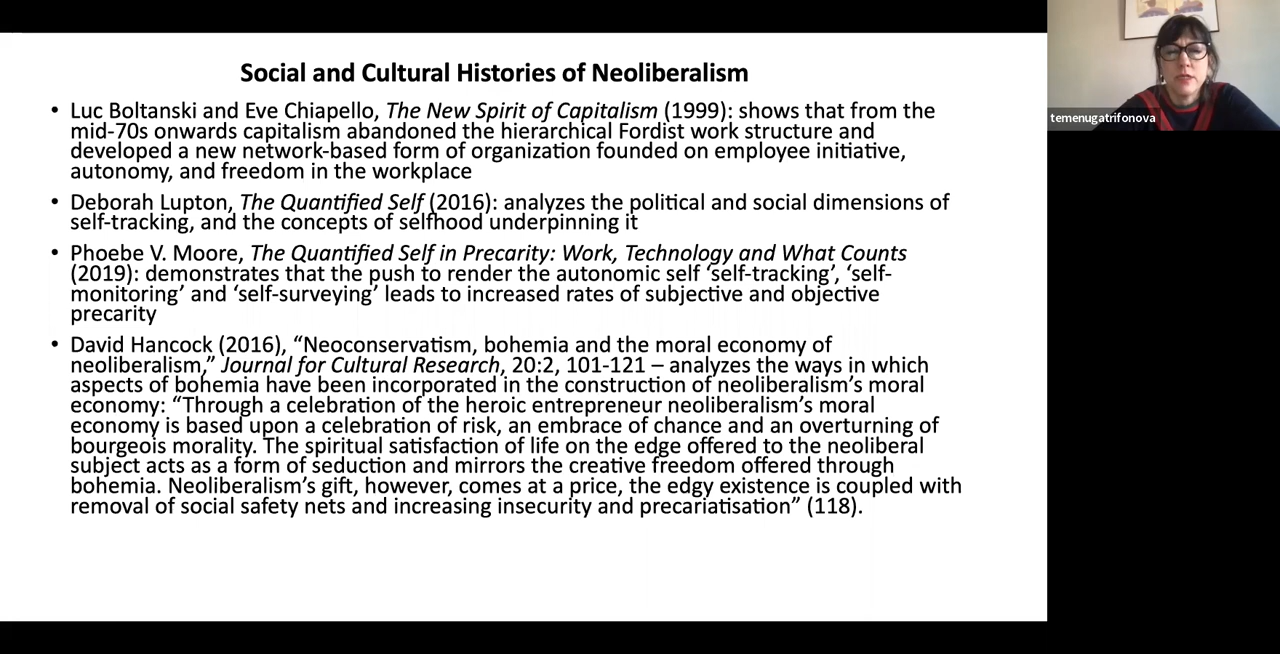 Social and Cultural Histories of Neoliberalism
• Luc Boltanski and Eve Chiapello, The New Spirit of Capitalism (1999): shows that from the
mid-70s onwards capitalism abandoned the hierarchical Fordist work structure and
developed a new network-based form of organization founded on employee initiative,
autonomy, and freedom in the workplace
• Deborah Lupton, The Quantified Self (2016): analyzes the political and social dimensions of
self-tracking, and the concepts of selfhood underpinning it
• Phoebe V. Moore, The Quantified Self in Precarity: Work, Technology and What Counts
(2019): demonstrates that the push to render the autonomic self ‘self-tracking’, ‘self-
monitoring’ and ‘self-surveying’ leads to increased rates of subjective and objective
precarity
• David Hancock (2016), “Neoconservatism, bohemia and the moral economy of
neoliberalism,” Journal for Cultural Research, 20:2, 101-121 – analyzes the ways in which
aspects of bohemia have been incorporated in the construction of neoliberalism’s moral
economy: “Through a celebration of the heroic entrepreneur neoliberalism’s moral
economy is based upon a celebration of risk, an embrace of chance and an overturning of
bourgeois morality. The spiritual satisfaction of life on the edge offered to the neoliberal
subject acts as a form of seduction and mirrors the creative freedom offered through
bohemia. Neoliberalism’s gift, however, comes at a price, the edgy existence is coupled with
removal of social safety nets and increasing insecurity and precariatisation” (118).
temenugatrifonova